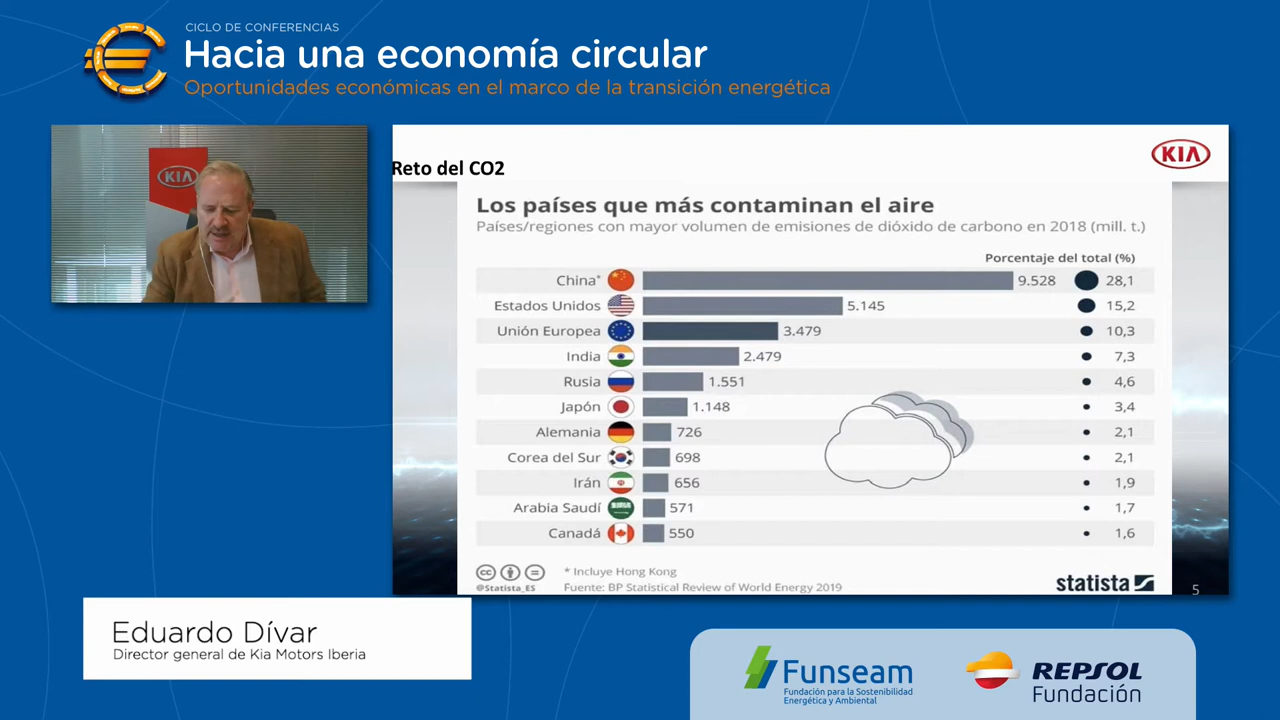 CICLO DE CONFERENCIAS
Hacia una economía circular
Oportunidades económicas en el marco de la transición energética
KIA
Reto del CO2
KIA
Los países que más contaminan el aire
Países/regiones con mayor volumen de emisiones de dióxido de carbono en 2018 (mill. t.)
Porcentaje del total (%)
China* 9.528 28,1
Estados Unidos 5.145 15,2
Unión Europea 3.479 10,3
India 2.479 7,3
Rusia 1.551 4,6
Japón 1.148 3,4
Alemania 726 2,1
Corea del Sur 698 2,1
Irán 656 1,9
Arabia Saudí 571 1,7
Canadá 550 1,6
* Incluye Hong Kong
@Statista_ES Fuente: BP Statistical Review of World Energy 2019
statista
5
Eduardo Dívar
Director general de Kia Motors Iberia
Funseam
Fundación para la Sostenibilidad
Energética y Ambiental
REPSOL
Fundación